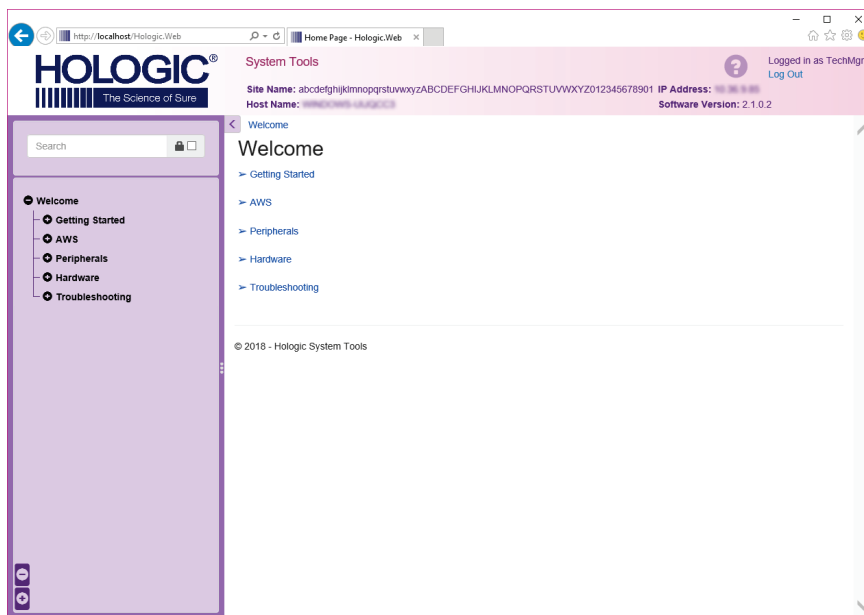 http://localhost/Hologic.Web
Home Page - Hologic.Web
HOLOGIC®
The Science of Sure
System Tools
Logged in as TechMgr
Log Out
Site Name: abcdefghijklmnopqrstuvwxyzABCDEFGHIJKLMNOPQRSTUVWXYZ012345678901 IP Address:
Host Name:
Software Version: 2.1.0.2
Search
Welcome
Getting Started
AWS
Peripherals
Hardware
Troubleshooting
Welcome
Welcome
➢ Getting Started
➢ AWS
➢ Peripherals
➢ Hardware
➢ Troubleshooting
© 2018 - Hologic System Tools